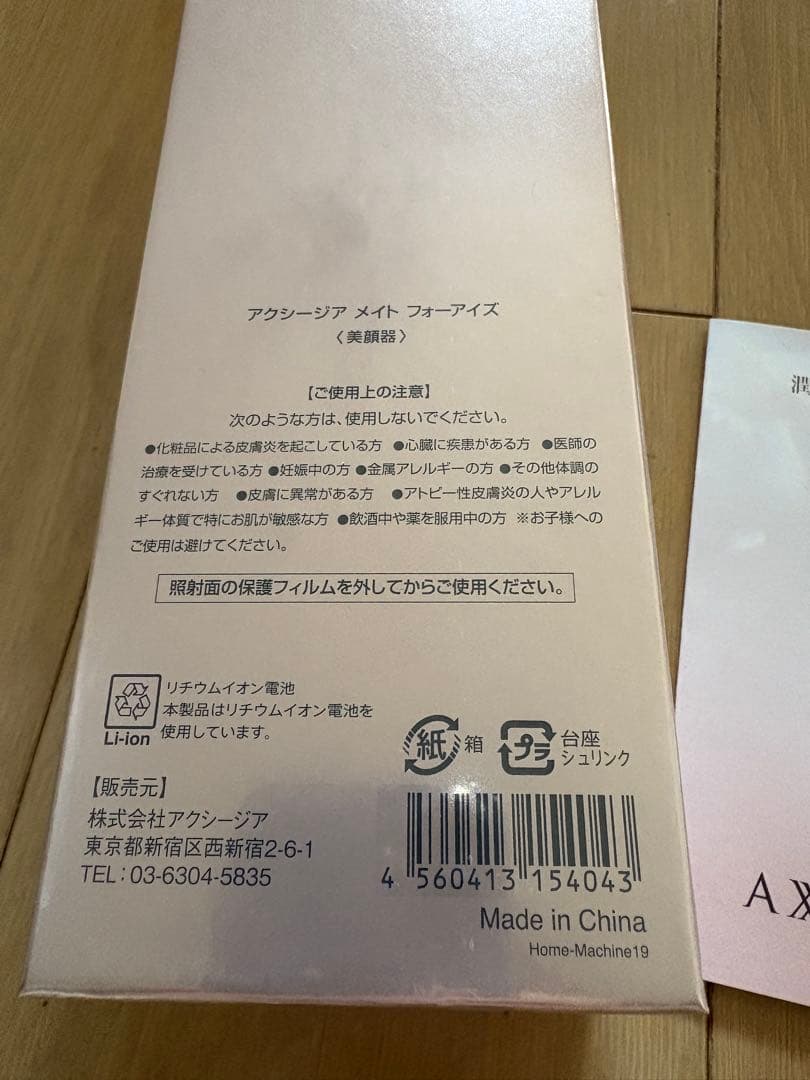 アクシージア メイト フォーアイズ
〈美顔器〉
【ご使用上の注意】
次のような方は、使用しないでください。
●化粧品による皮膚炎を起こしている方 ●心臓に疾患がある方 ●医師の
治療を受けている方 ●妊娠中の方 ●金属アレルギーの方 ●その他体調の
すぐれない方 ●皮膚に異常がある方 ●アトピー性皮膚炎の人やアレル
ギー体質で特にお肌が敏感な方 ●飲酒中や薬を服用中の方 ※お子様への
ご使用は避けてください。
照射面の保護フィルムを外してからご使用ください。
リチウムイオン電池
本製品はリチウムイオン電池を
使用しています。
Li-ion
紙 箱
プラ 台座
シュリンク
【販売元】
株式会社アクシージア
東京都新宿区西新宿2-6-1
TEL:03-6304-5835
4 560413 154043
Made in China
Home-Machine19
潤
AX